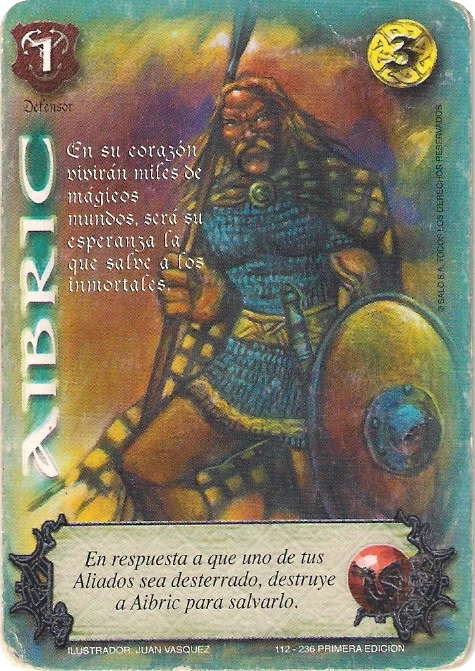 1
3
Defensor
AIBRIC
En su corazón
vivirán miles de
mágicos
mundos, será su
esperanza la
que salve a los
inmortales.
© SALO S.A. TODOS LOS DERECHOS RESERVADOS
En respuesta a que uno de tus
Aliados sea desterrado, destruye
a Aibric para salvarlo.
ILUSTRADOR: JUAN VASQUEZ
112 - 236 PRIMERA EDICION